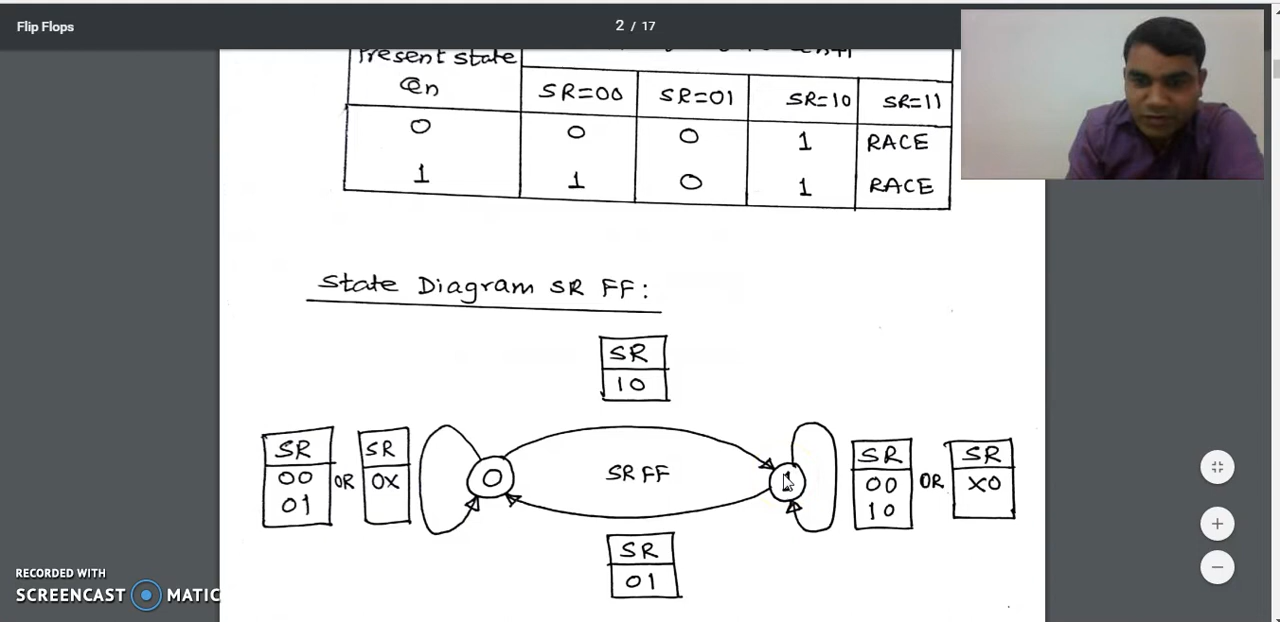 Flip Flops
2 / 17
Present state
Qn
SR=00 SR=01 SR=10 SR=11
0 0 0 1 RACE
1 1 0 1 RACE
State Diagram SR FF:
SR
10
SR
00
01
OR
SR
0X
0
SR FF
1
SR
00
10
OR
SR
X0
SR
01
RECORDED WITH
SCREENCAST MATIC